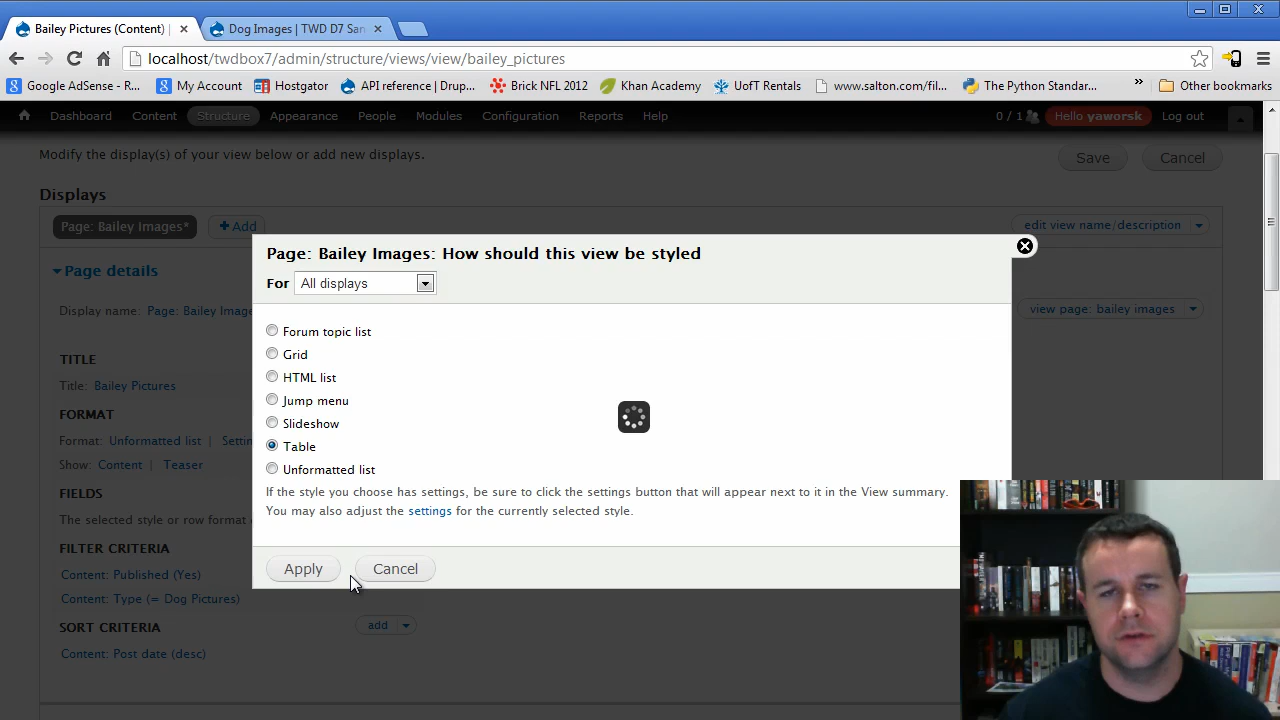 Bailey Pictures (Content) |
Dog Images | TWD D7 San
localhost/twdbox7/admin/structure/views/view/bailey_pictures
Google AdSense - R... My Account Hostgator API reference ( Drup... Brick NFL 2012 Khan Academy UofT Rentals www.salton.com/fil... The Python Standar... » Other bookmarks
Dashboard Content Structure Appearance People Modules Configuration Reports Help 0 / 1 Hello yaworsk Log out
Modify the display(s) of your view below or add new displays.
Save Cancel
Displays
Page: Bailey Images* Add edit view name/description
Page details
Display name: Page: Bailey Image view page: bailey images
TITLE
Title: Bailey Pictures
FORMAT
Format: Unformatted list | Settin
Show: Content | Teaser
FIELDS
The selected style or row format
FILTER CRITERIA
Content: Published (Yes)
Content: Type (= Dog Pictures)
SORT CRITERIA add
Content: Post date (desc)
Page: Bailey Images: How should this view be styled
For All displays
Forum topic list
Grid
HTML list
Jump menu
Slideshow
Table
Unformatted list
If the style you choose has settings, be sure to click the settings button that will appear next to it in the View summary.
You may also adjust the settings for the currently selected style.
Apply Cancel